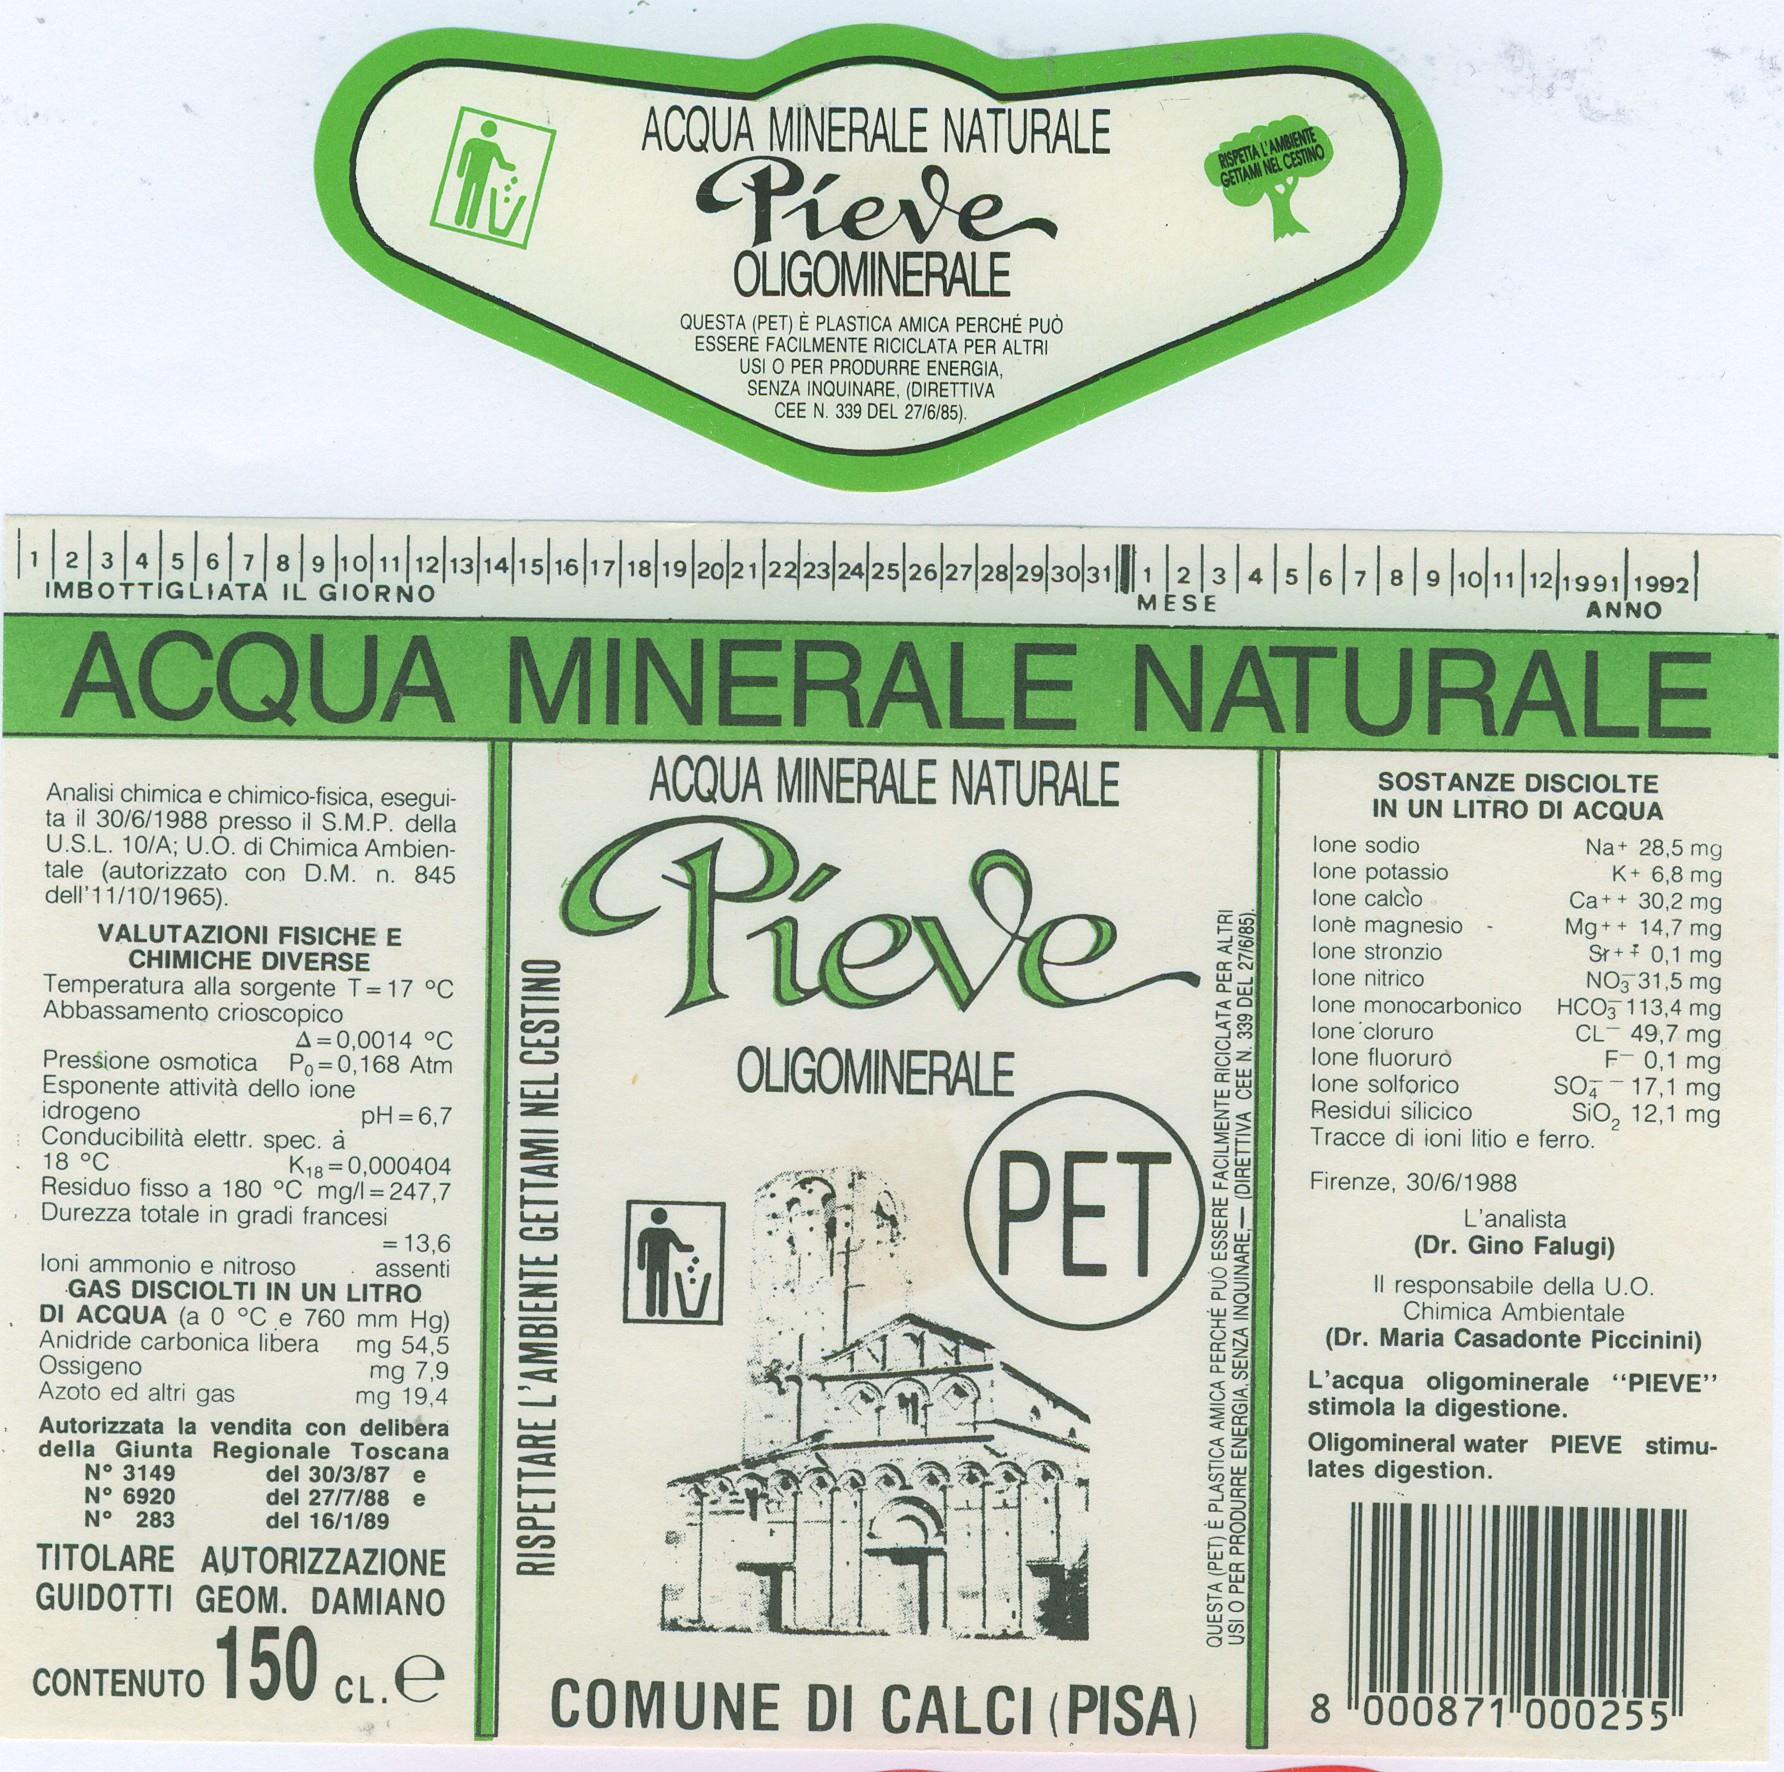 ACQUA MINERALE NATURALE
Pieve
OLIGOMINERALE
RISPETTA L'AMBIENTE
GETTAMI NEL CESTINO
QUESTA (PET) È PLASTICA AMICA PERCHÉ PUÒ
ESSERE FACILMENTE RICICLATA PER ALTRI
USI O PER PRODURRE ENERGIA,
SENZA INQUINARE, (DIRETTIVA
CEE N. 339 DEL 27/6/85).
1 2 3 4 5 6 7 8 9 10 11 12 13 14 15 16 17 18 19 20 21 22 23 24 25 26 27 28 29 30 31 1 2 3 4 5 6 7 8 9 10 11 12 1991 1992
IMBOTTIGLIATA IL GIORNO MESE ANNO
ACQUA MINERALE NATURALE
Analisi chimica e chimico-fisica, esegui-
ta il 30/6/1988 presso il S.M.P. della
U.S.L. 10/A; U.O. di Chimica Ambien-
tale (autorizzato con D.M. n. 845
dell'11/10/1965).
VALUTAZIONI FISICHE E
CHIMICHE DIVERSE
Temperatura alla sorgente T=17 °C
Abbassamento crioscopico
Δ=0,0014 °C
Pressione osmotica P₀=0,168 Atm
Esponente attività dello ione
idrogeno pH=6,7
Conducibilità elettr. spec. à
18 °C K₁₈=0,000404
Residuo fisso a 180 °C mg/l=247,7
Durezza totale in gradi francesi
=13,6
Ioni ammonio e nitroso assenti
GAS DISCIOLTI IN UN LITRO
DI ACQUA (a 0 °C e 760 mm Hg)
Anidride carbonica libera mg 54,5
Ossigeno mg 7,9
Azoto ed altri gas mg 19,4
Autorizzata la vendita con delibera
della Giunta Regionale Toscana
N° 3149 del 30/3/87 e
N° 6920 del 27/7/88 e
N° 283 del 16/1/89
TITOLARE AUTORIZZAZIONE
GUIDOTTI GEOM. DAMIANO
CONTENUTO 150 CL. e
RISPETTARE L'AMBIENTE GETTAMI NEL CESTINO
ACQUA MINERALE NATURALE
Pieve
OLIGOMINERALE
PET
COMUNE DI CALCI (PISA)
QUESTA (PET) È PLASTICA AMICA PERCHÉ PUÒ ESSERE FACILMENTE RICICLATA PER ALTRI
USI O PER PRODURRE ENERGIA, SENZA INQUINARE,— (DIRETTIVA CEE N. 339 DEL 27/6/85).
SOSTANZE DISCIOLTE
IN UN LITRO DI ACQUA
Ione sodio Na+ 28,5 mg
Ione potassio K+ 6,8 mg
Ione calcio Ca++ 30,2 mg
Ione magnesio - Mg++ 14,7 mg
Ione stronzio Sr++ 0,1 mg
Ione nitrico NO₃⁻ 31,5 mg
Ione monocarbonico HCO₃⁻ 113,4 mg
Ione cloruro CL⁻ 49,7 mg
Ione fluoruro F⁻ 0,1 mg
Ione solforico SO₄⁻⁻ 17,1 mg
Residui silicico SiO₂ 12,1 mg
Tracce di ioni litio e ferro.
Firenze, 30/6/1988
L'analista
(Dr. Gino Falugi)
Il responsabile della U.O.
Chimica Ambientale
(Dr. Maria Casadonte Piccinini)
L'acqua oligominerale "PIEVE"
stimola la digestione.
Oligomineral water PIEVE stimu-
lates digestion.
8 000871 000255